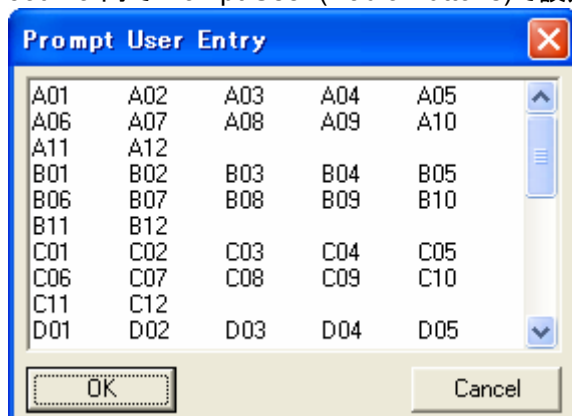 Prompt User Entry
A01 A02 A03 A04 A05
A06 A07 A08 A09 A10
A11 A12
B01 B02 B03 B04 B05
B06 B07 B08 B09 B10
B11 B12
C01 C02 C03 C04 C05
C06 C07 C08 C09 C10
C11 C12
D01 D02 D03 D04 D05
OK Cancel